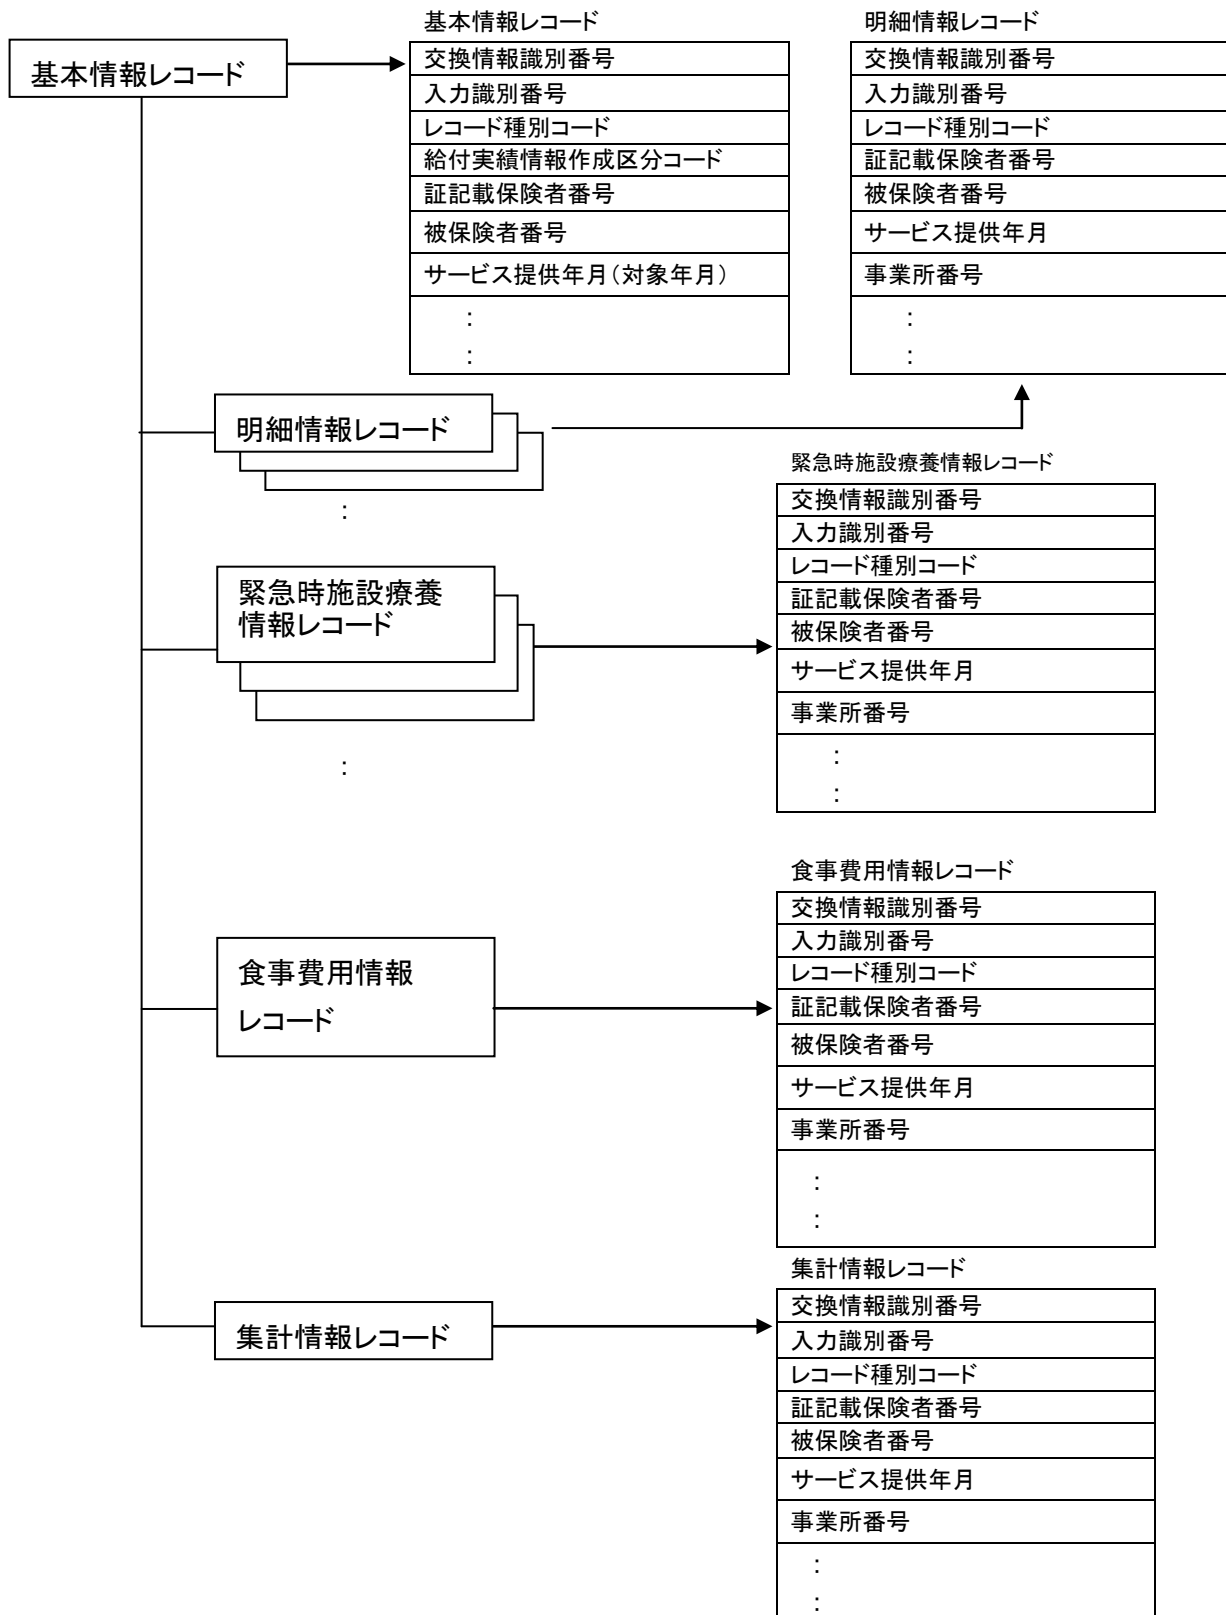 基本情報レコード
基本情報レコード
交換情報識別番号
入力識別番号
レコード種別コード
給付実績情報作成区分コード
証記載保険者番号
被保険者番号
サービス提供年月(対象年月)
:
:
明細情報レコード
交換情報識別番号
入力識別番号
レコード種別コード
証記載保険者番号
被保険者番号
サービス提供年月
事業所番号
:
:
明細情報レコード
:
緊急時施設療養
情報レコード
:
緊急時施設療養情報レコード
交換情報識別番号
入力識別番号
レコード種別コード
証記載保険者番号
被保険者番号
サービス提供年月
事業所番号
:
:
食事費用情報
レコード
食事費用情報レコード
交換情報識別番号
入力識別番号
レコード種別コード
証記載保険者番号
被保険者番号
サービス提供年月
事業所番号
:
:
集計情報レコード
集計情報レコード
交換情報識別番号
入力識別番号
レコード種別コード
証記載保険者番号
被保険者番号
サービス提供年月
事業所番号
:
: